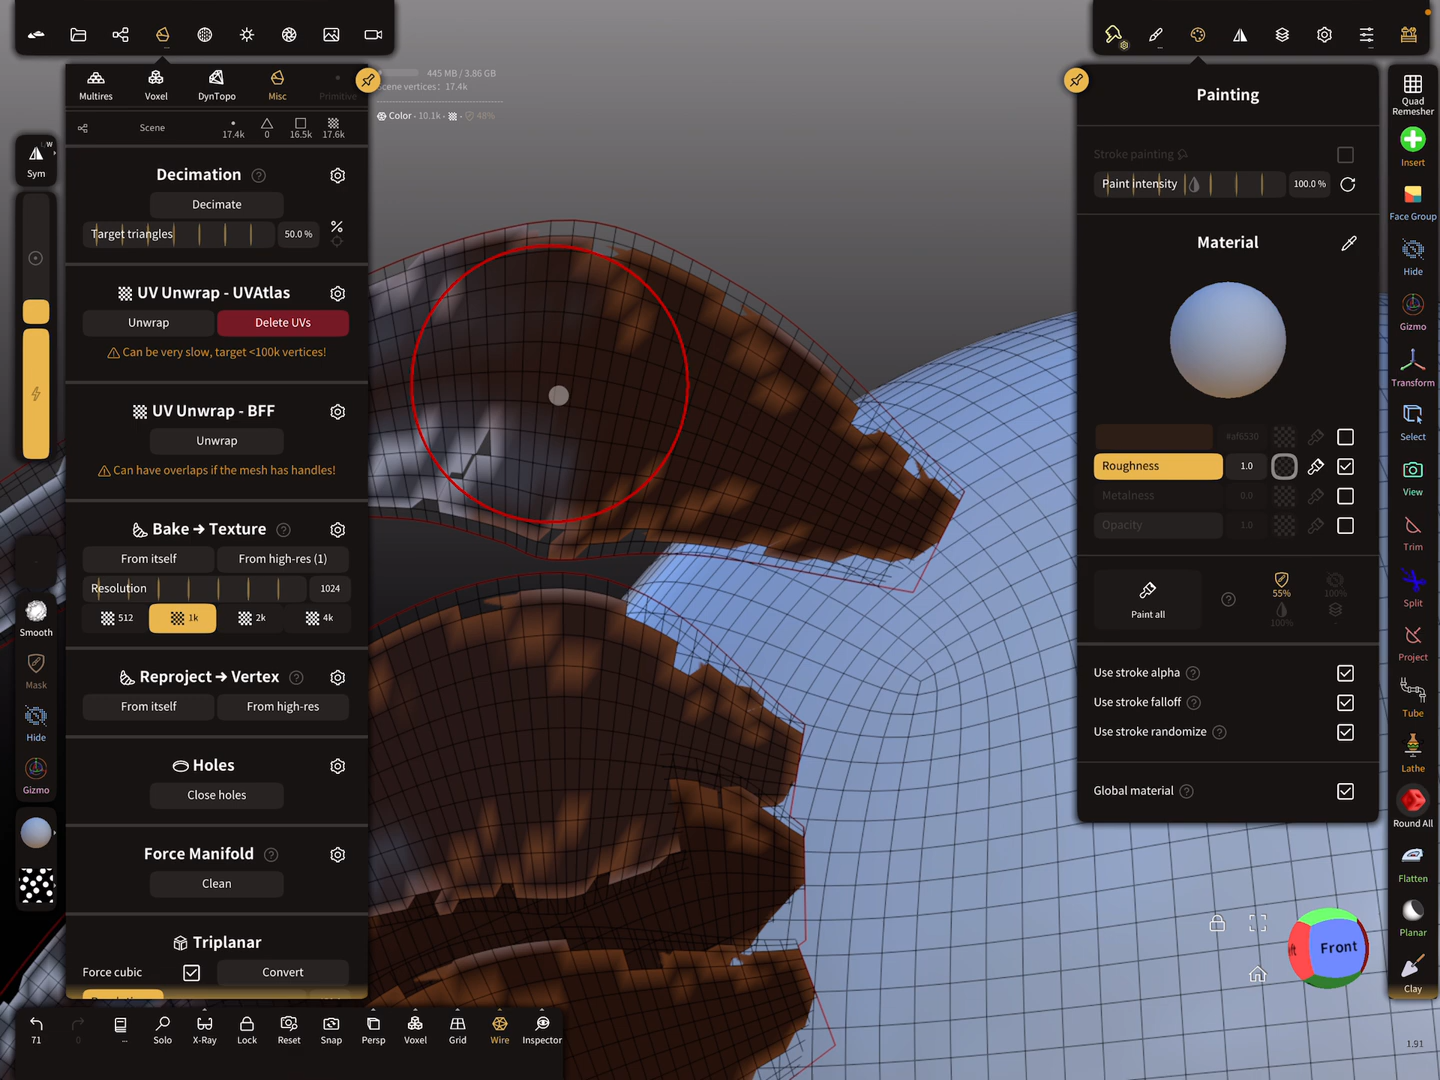 Multires
Voxel
DynTopo
Misc
Primitive
Scene
17.4k
0
16.5k
17.6k
Decimation
Decimate
Target triangles
50.0 %
%
UV Unwrap - UVAtlas
Unwrap
Delete UVs
Can be very slow, target <100k vertices!
UV Unwrap - BFF
Unwrap
Can have overlaps if the mesh has handles!
Bake → Texture
From itself
From high-res (1)
Resolution
1024
512
1k
2k
4k
Reproject → Vertex
From itself
From high-res
Holes
Close holes
Force Manifold
Clean
Triplanar
Force cubic
Convert
W
Sym
Smooth
Mask
Hide
Gizmo
445 MB / 3.86 GB
Scene vertices: 17.4k
Color · 10.1k · 48%
Painting
Stroke painting
Paint intensity
100.0 %
Material
#af6530
Roughness
1.0
Metalness
0.0
Opacity
1.0
Paint all
55%
100%
100%
Use stroke alpha
Use stroke falloff
Use stroke randomize
Global material
Quad
Remesher
Insert
Face Group
Hide
Gizmo
Transform
Select
View
Trim
Split
Project
Tube
Lathe
Round All
Flatten
Planar
Clay
Front
71
0
...
Solo
X-Ray
Lock
Reset
Snap
Persp
Voxel
Grid
Wire
Inspector
1.91